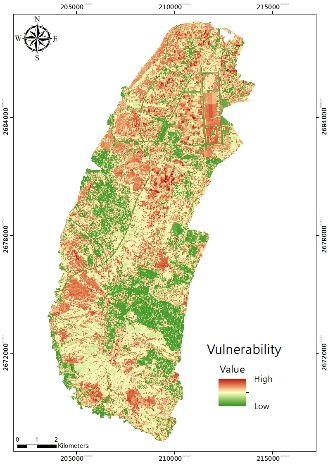 205000 210000 215000
N
W E
S
2684000 2684000
2678000 2678000
2672000 2672000
Vulnerability
Value
High
Low
0 1 2
Kilometers
205000 210000 215000